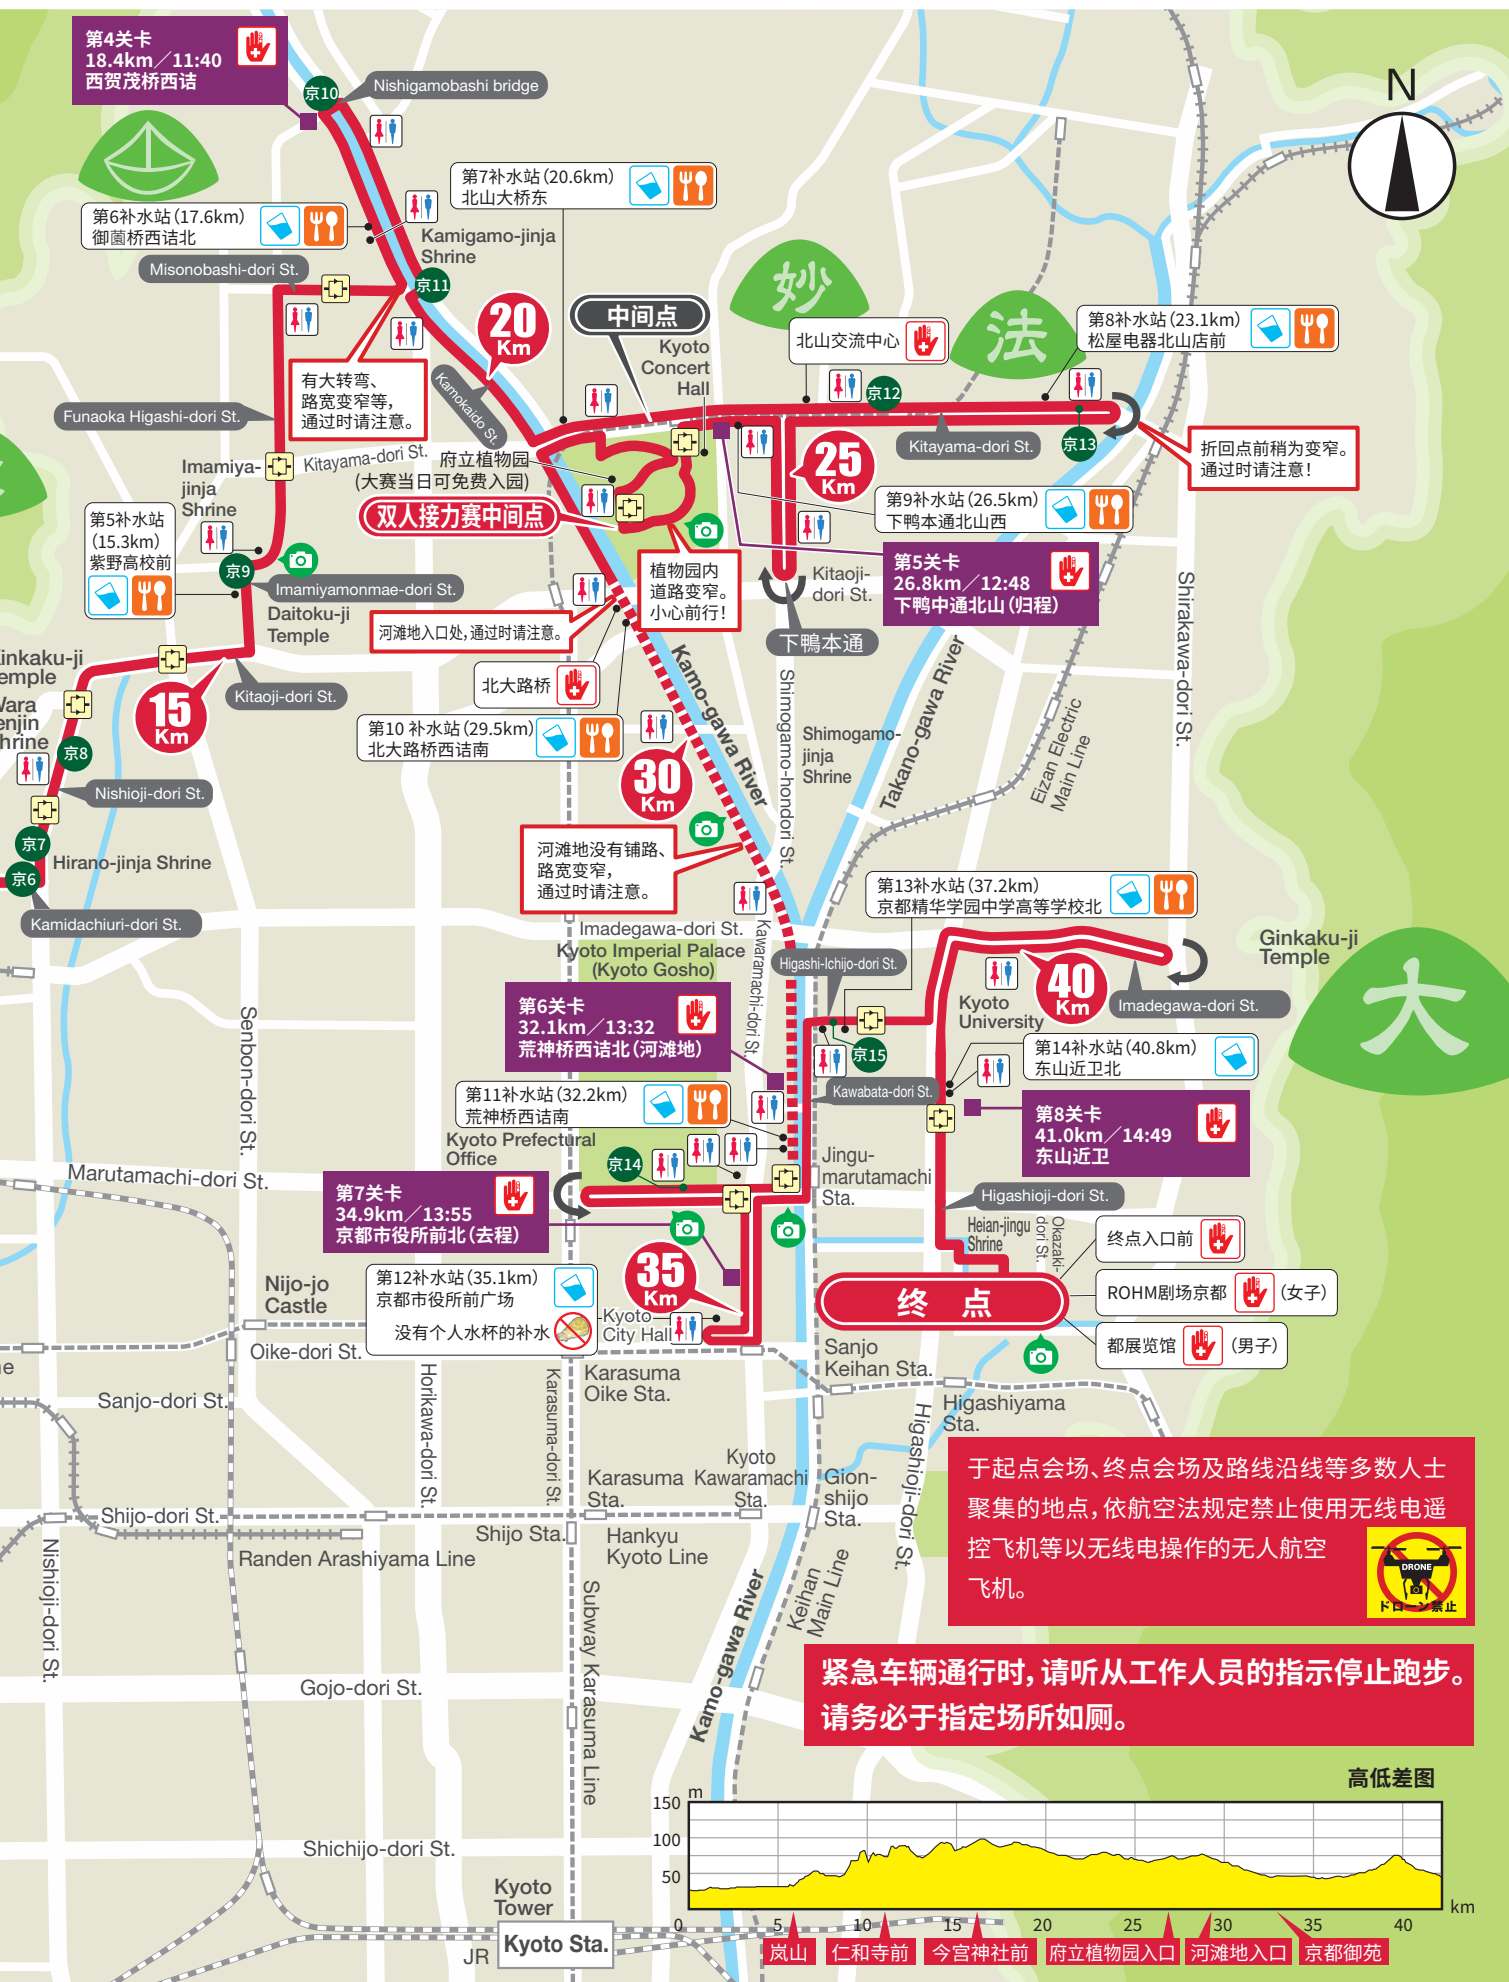 第4关卡
18.4km／11:40
西贺茂桥西诘
京10
Nishigamobashi bridge
N
第7补水站(20.6km)
北山大桥东
第6补水站(17.6km)
御薗桥西诘北
Kamigamo-jinja
Shrine
Misonobashi-dori St.
京11
20
Km
中间点
妙
法
Kyoto
Concert
Hall
北山交流中心
第8补水站(23.1km)
松屋电器北山店前
京12
京13
有大转弯、
路宽变窄等，
通过时请注意。
Kamokaido St.
Funaoka Higashi-dori St.
Kitayama-dori St.
Kitayama-dori St.
折回点前稍为变窄。
通过时请注意！
府立植物园
(大赛当日可免费入园)
双人接力赛中间点
25
Km
Imamiya-
jinja
Shrine
第9补水站(26.5km)
下鸭本通北山西
第5补水站
(15.3km)
紫野高校前
京9
Imamiyamonmae-dori St.
Daitoku-ji
Temple
植物园内
道路变窄。
小心前行！
第5关卡
26.8km／12:48
下鸭中通北山(归程)
Kitaoji-
dori St.
下鴨本通
河滩地入口处，通过时请注意。
Shirakawa-dori St.
15
Km
Kitaoji-dori St.
北大路桥
第10 补水站(29.5km)
北大路桥西诘南
Kamo-gawa River
Shimogamo-hondori St.
Shimogamo-
jinja
Shrine
Takano-gawa River
Eizan Electric
Main Line
京8
Nishioji-dori St.
30
Km
京7
京6
Hirano-jinja Shrine
Kamidachiuri-dori St.
河滩地没有铺路、
路宽变窄，
通过时请注意。
第13补水站(37.2km)
京都精华学园中学高等学校北
Imadegawa-dori St.
Kyoto Imperial Palace
(Kyoto Gosho)
Kawaramachi-dori St.
Higashi-Ichijo-dori St.
Ginkaku-ji
Temple
大
40
Km
Imadegawa-dori St.
Kyoto
University
第6关卡
32.1km／13:32
荒神桥西诘北(河滩地)
京15
第14补水站(40.8km)
东山近卫北
Kawabata-dori St.
第11补水站(32.2km)
荒神桥西诘南
第8关卡
41.0km／14:49
东山近卫
Senbon-dori St.
Kyoto Prefectural
Office
京14
Jingu-
marutamachi
Sta.
Marutamachi-dori St.
第7关卡
34.9km／13:55
京都市役所前北(去程)
Higashioji-dori St.
Heian-jingu
Shrine
Okazaki-
dori St.
终点入口前
35
Km
Nijo-jo
Castle
第12补水站(35.1km)
京都市役所前广场
没有个人水杯的补水
终 点
ROHM剧场京都
(女子)
都展览馆
(男子)
Kyoto
City Hall
Oike-dori St.
Karasuma
Oike Sta.
Sanjo
Keihan Sta.
Higashiyama
Sta.
Sanjo-dori St.
Horikawa-dori St.
Karasuma-dori St.
Higashioji-dori St.
Karasuma
Sta.
Kyoto
Kawaramachi
Sta.
Gion-
shijo
Sta.
Shijo-dori St.
Shijo Sta.
Hankyu
Kyoto Line
Randen Arashiyama Line
Nishioji-dori St.
Subway Karasuma Line
Keihan
Main Line
Kamo-gawa River
于起点会场、终点会场及路线沿线等多数人士
聚集的地点，依航空法规定禁止使用无线电遥
控飞机等以无线电操作的无人航空
飞机。
DRONE
ドローン禁止
紧急车辆通行时，请听从工作人员的指示停止跑步。
请务必于指定场所如厕。
Gojo-dori St.
Shichijo-dori St.
Kyoto
Tower
Kyoto Sta.
JR
高低差图
m
150
100
50
0 5 10 15 20 25 30 35 40
km
岚山 仁和寺前 今宫神社前 府立植物园入口 河滩地入口 京都御苑